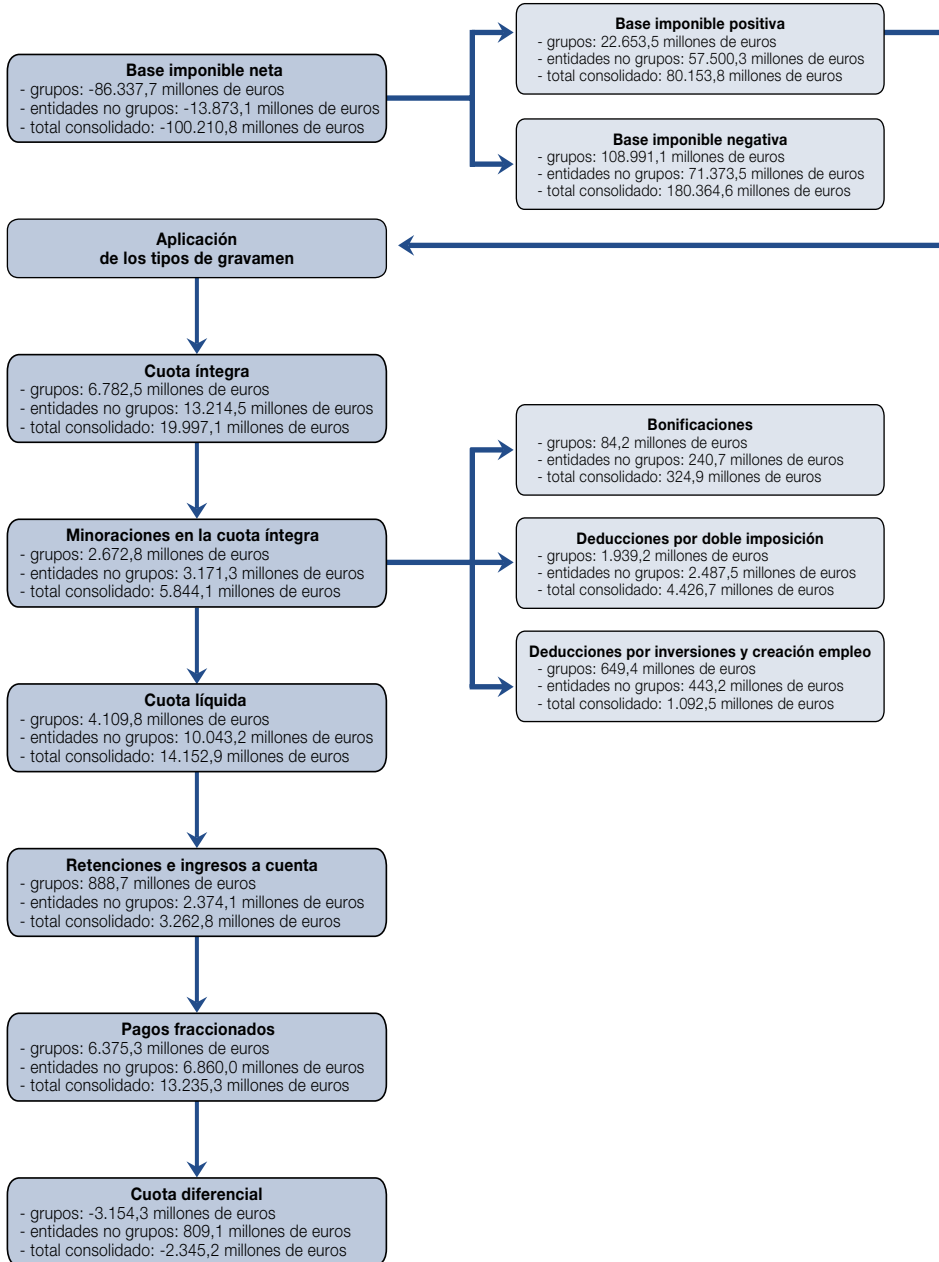 Base imponible neta
- grupos: -86.337,7 millones de euros
- entidades no grupos: -13.873,1 millones de euros
- total consolidado: -100.210,8 millones de euros
Base imponible positiva
- grupos: 22.653,5 millones de euros
- entidades no grupos: 57.500,3 millones de euros
- total consolidado: 80.153,8 millones de euros
Base imponible negativa
- grupos: 108.991,1 millones de euros
- entidades no grupos: 71.373,5 millones de euros
- total consolidado: 180.364,6 millones de euros
Aplicación
de los tipos de gravamen
Cuota íntegra
- grupos: 6.782,5 millones de euros
- entidades no grupos: 13.214,5 millones de euros
- total consolidado: 19.997,1 millones de euros
Minoraciones en la cuota íntegra
- grupos: 2.672,8 millones de euros
- entidades no grupos: 3.171,3 millones de euros
- total consolidado: 5.844,1 millones de euros
Bonificaciones
- grupos: 84,2 millones de euros
- entidades no grupos: 240,7 millones de euros
- total consolidado: 324,9 millones de euros
Deducciones por doble imposición
- grupos: 1.939,2 millones de euros
- entidades no grupos: 2.487,5 millones de euros
- total consolidado: 4.426,7 millones de euros
Deducciones por inversiones y creación empleo
- grupos: 649,4 millones de euros
- entidades no grupos: 443,2 millones de euros
- total consolidado: 1.092,5 millones de euros
Cuota líquida
- grupos: 4.109,8 millones de euros
- entidades no grupos: 10.043,2 millones de euros
- total consolidado: 14.152,9 millones de euros
Retenciones e ingresos a cuenta
- grupos: 888,7 millones de euros
- entidades no grupos: 2.374,1 millones de euros
- total consolidado: 3.262,8 millones de euros
Pagos fraccionados
- grupos: 6.375,3 millones de euros
- entidades no grupos: 6.860,0 millones de euros
- total consolidado: 13.235,3 millones de euros
Cuota diferencial
- grupos: -3.154,3 millones de euros
- entidades no grupos: 809,1 millones de euros
- total consolidado: -2.345,2 millones de euros